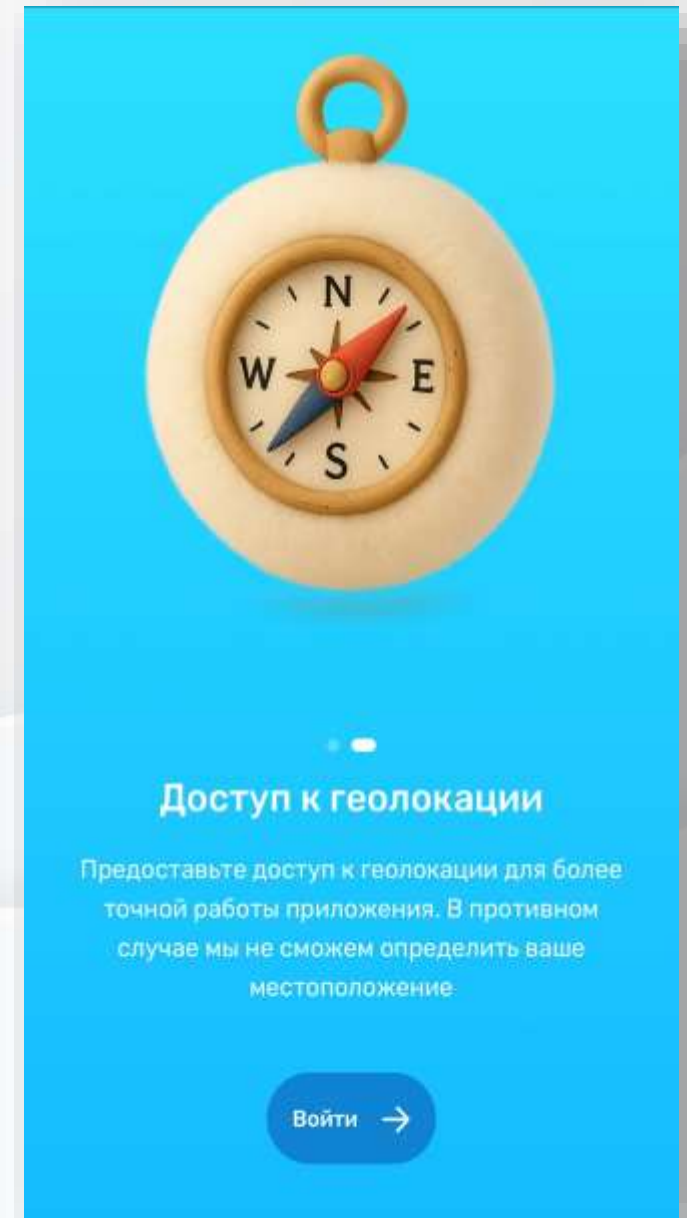 N
W E
S
Доступ к геолокации
Предоставьте доступ к геолокации для более
точной работы приложения. В противном
случае мы не сможем определить ваше
местоположение
Войти